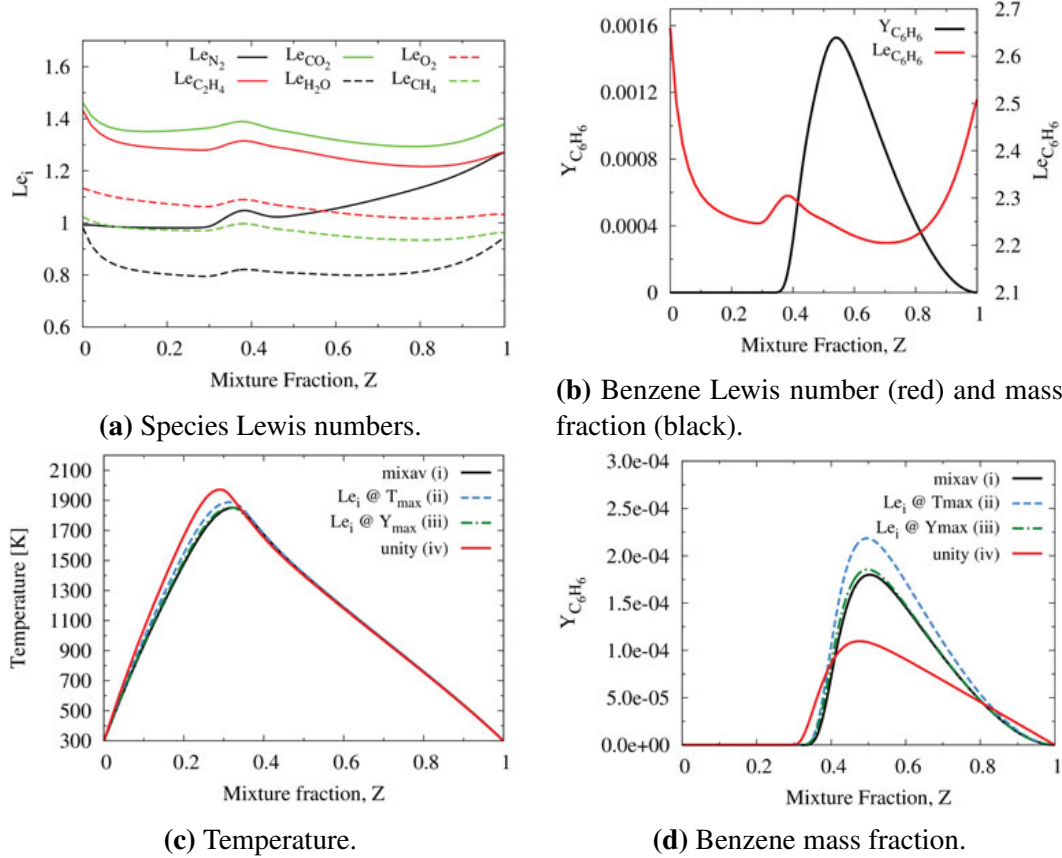 Le_N2 Le_CO2 Le_O2
Le_C2H4 Le_H2O Le_CH4
1.6
1.4
1.2
1
0.8
0.6
Le_i
0 0.2 0.4 0.6 0.8 1
Mixture Fraction, Z
(a) Species Lewis numbers.
Y_C6H6
Le_C6H6
0.0016
0.0012
0.0008
0.0004
0
Y_C6H6
2.7
2.6
2.5
2.4
2.3
2.2
2.1
Le_C6H6
0 0.2 0.4 0.6 0.8 1
Mixture Fraction, Z
(b) Benzene Lewis number (red) and mass
fraction (black).
mixav (i)
Le_i @ T_max (ii)
Le_i @ Y_max (iii)
unity (iv)
2100
1900
1700
1500
1300
1100
900
700
500
300
Temperature [K]
0 0.2 0.4 0.6 0.8 1
Mixture fraction, Z
(c) Temperature.
mixav (i)
Le_i @ Tmax (ii)
Le_i @ Ymax (iii)
unity (iv)
3.0e-04
2.5e-04
2.0e-04
1.5e-04
1.0e-04
5.0e-05
0.0e+00
Y_C6H6
0 0.2 0.4 0.6 0.8 1
Mixture Fraction, Z
(d) Benzene mass fraction.